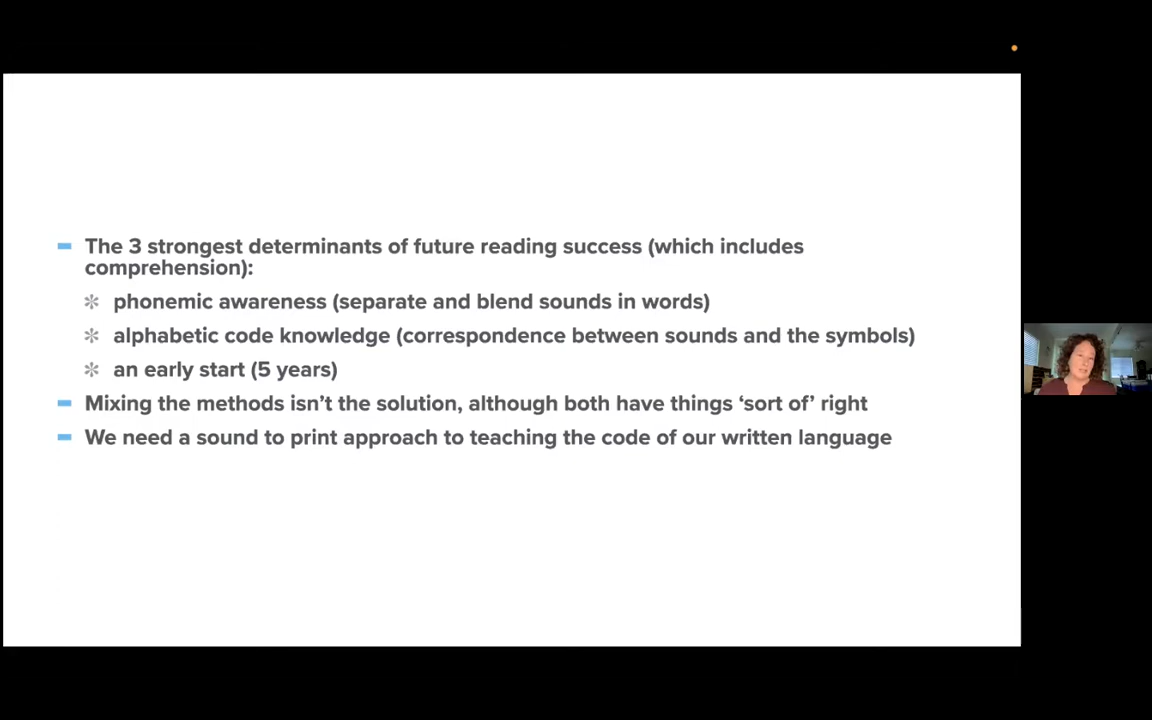 The 3 strongest determinants of future reading success (which includes
comprehension):
phonemic awareness (separate and blend sounds in words)
alphabetic code knowledge (correspondence between sounds and the symbols)
an early start (5 years)
Mixing the methods isn’t the solution, although both have things ‘sort of’ right
We need a sound to print approach to teaching the code of our written language